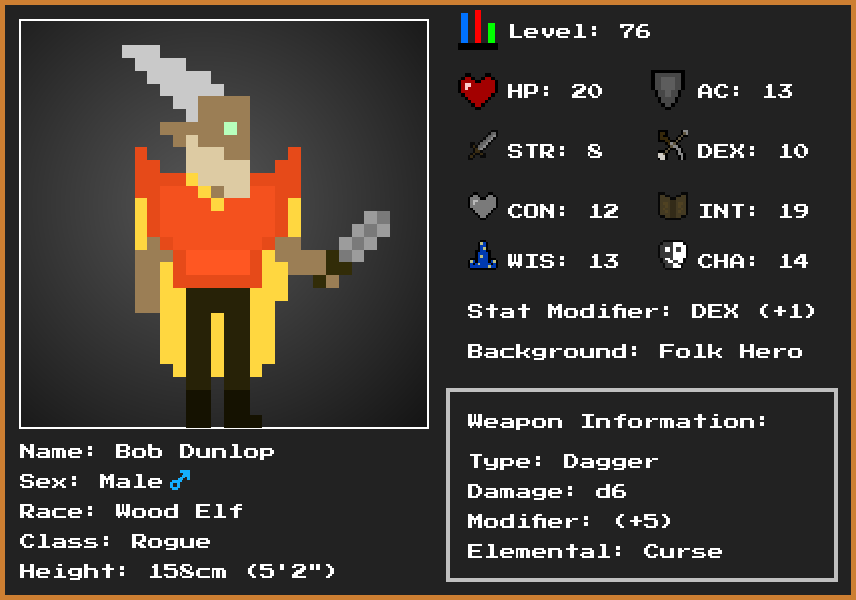 Level: 76
HP: 20 AC: 13
STR: 8 DEX: 10
CON: 12 INT: 19
WIS: 13 CHA: 14
Stat Modifier: DEX (+1)
Background: Folk Hero
Weapon Information:
Type: Dagger
Damage: d6
Modifier: (+5)
Elemental: Curse
Name: Bob Dunlop
Sex: Male ♂
Race: Wood Elf
Class: Rogue
Height: 158cm (5'2")